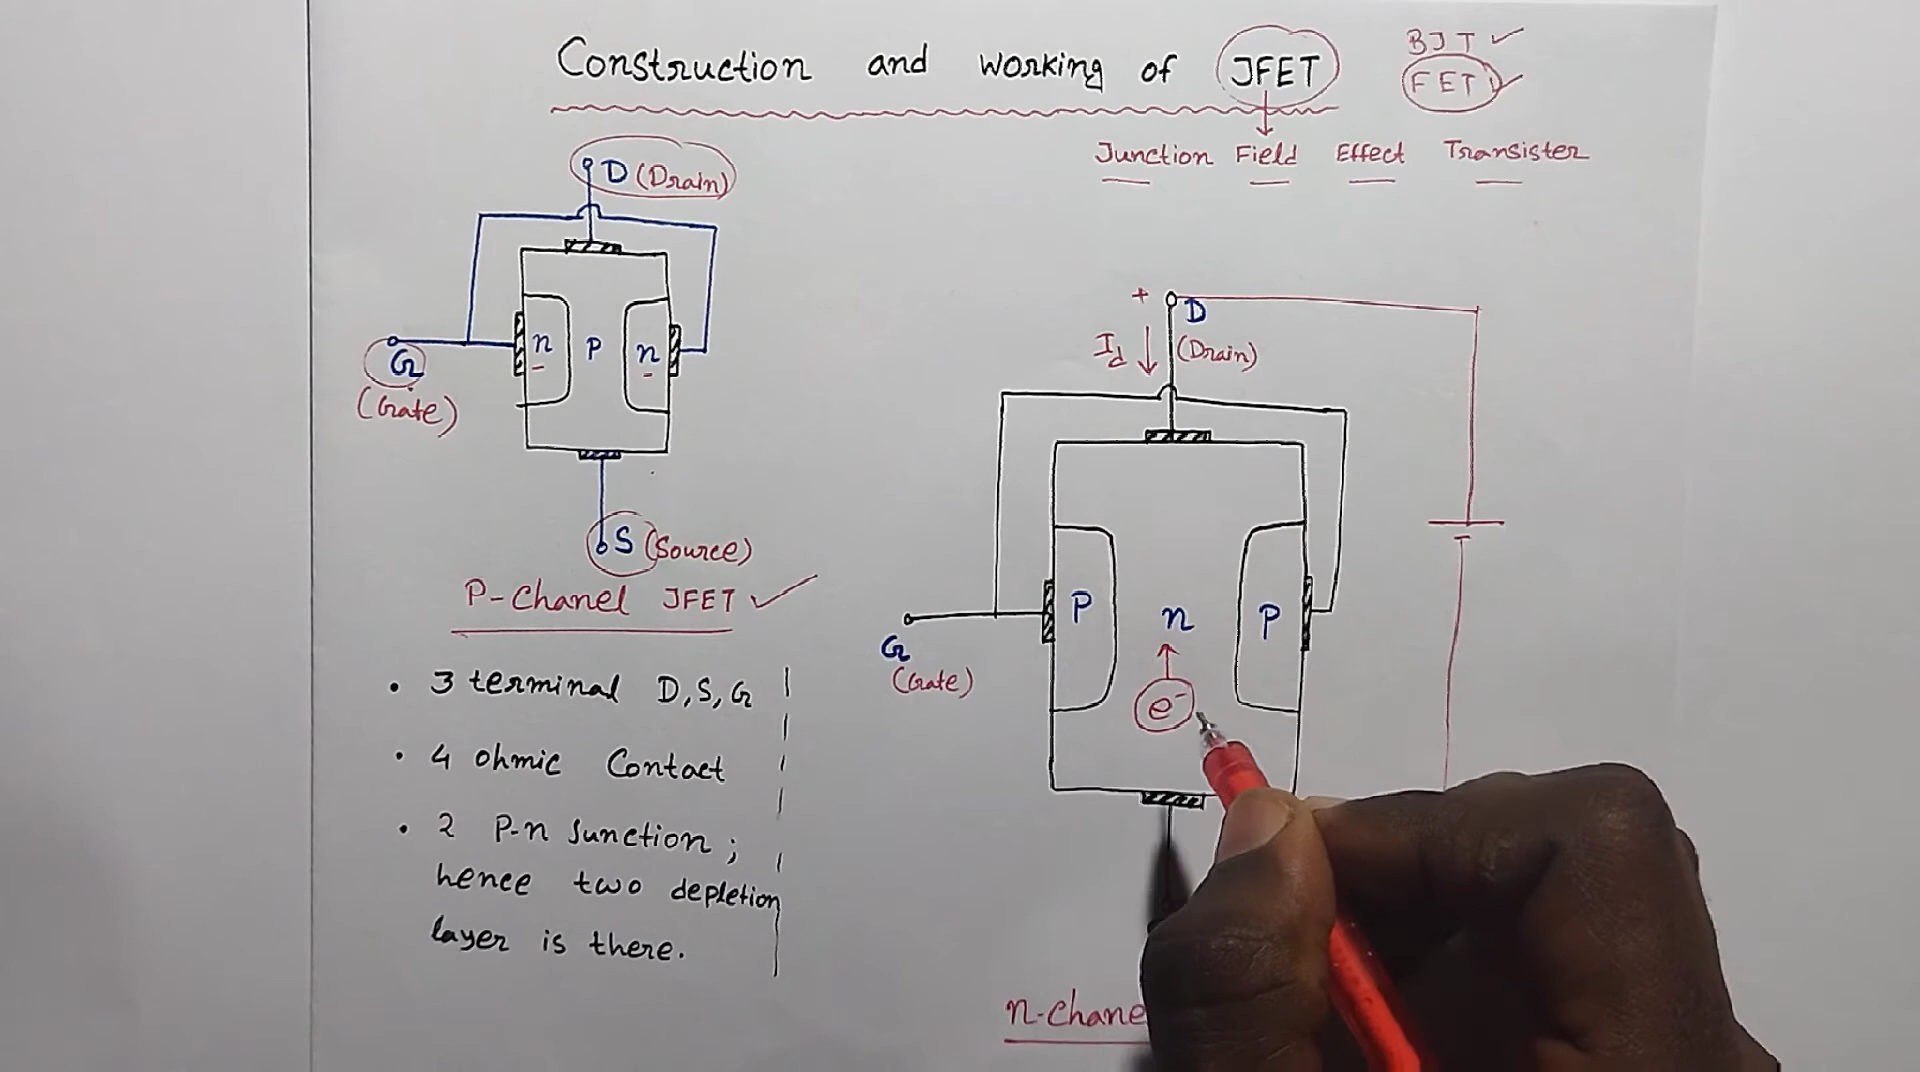 Construction and working of JFET
BJT ✓
FET ✓
Junction Field Effect Transister
D (Drain)
n P n
- -
G
(Gate)
S (Source)
P-Chanel JFET ✓
• 3 terminal D, S, G
• 4 ohmic Contact
• 2 P-n Junction;
hence two depletion
layer is there.
+ D
Id (Drain)
P n P
G
(Gate)
e-
n-Chane